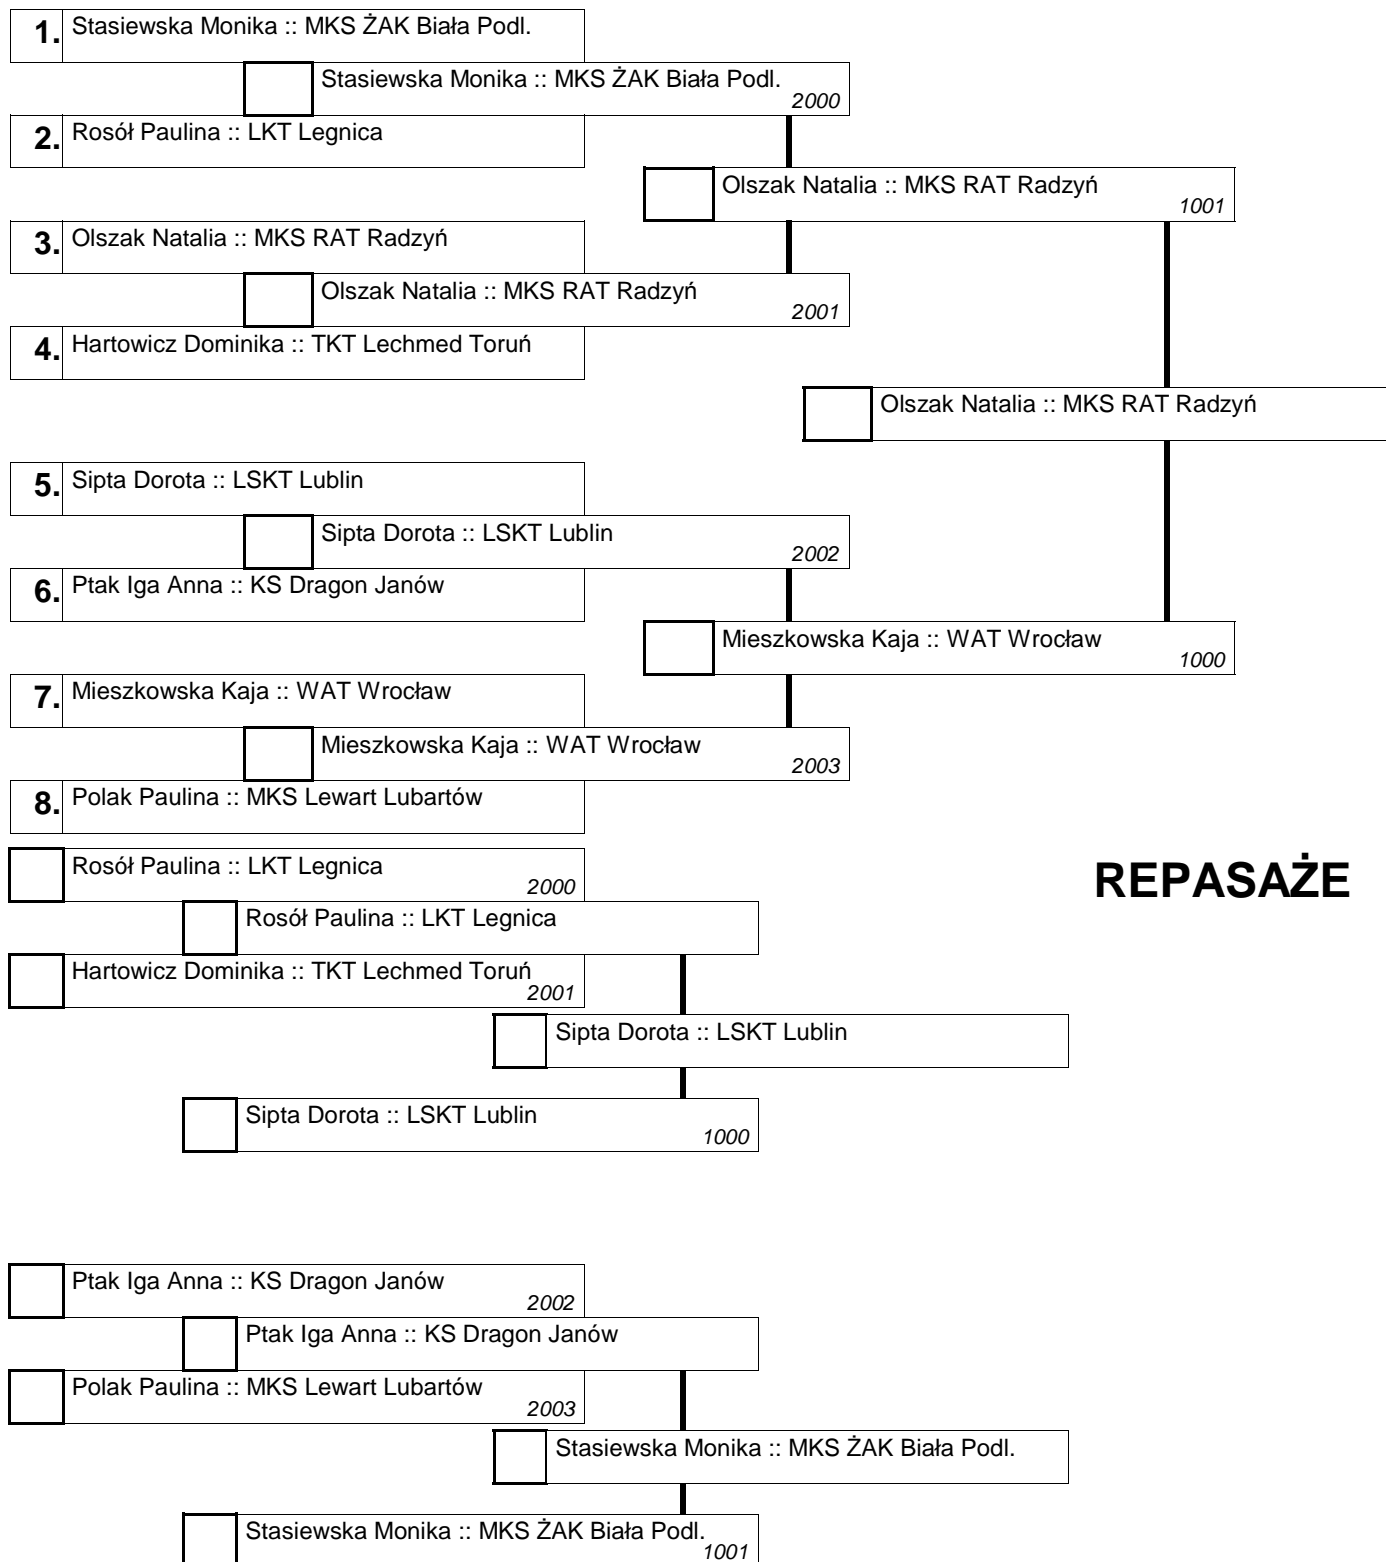 1. Stasiewska Monika :: MKS ŻAK Biała Podl.
Stasiewska Monika :: MKS ŻAK Biała Podl.
2000
2. Rosół Paulina :: LKT Legnica
Olszak Natalia :: MKS RAT Radzyń
1001
3. Olszak Natalia :: MKS RAT Radzyń
Olszak Natalia :: MKS RAT Radzyń
2001
4. Hartowicz Dominika :: TKT Lechmed Toruń
Olszak Natalia :: MKS RAT Radzyń
5. Sipta Dorota :: LSKT Lublin
Sipta Dorota :: LSKT Lublin
2002
6. Ptak Iga Anna :: KS Dragon Janów
Mieszkowska Kaja :: WAT Wrocław
1000
7. Mieszkowska Kaja :: WAT Wrocław
Mieszkowska Kaja :: WAT Wrocław
2003
8. Polak Paulina :: MKS Lewart Lubartów
Rosół Paulina :: LKT Legnica
2000
REPASAŻE
Rosół Paulina :: LKT Legnica
Hartowicz Dominika :: TKT Lechmed Toruń
2001
Sipta Dorota :: LSKT Lublin
Sipta Dorota :: LSKT Lublin
1000
Ptak Iga Anna :: KS Dragon Janów
2002
Ptak Iga Anna :: KS Dragon Janów
Polak Paulina :: MKS Lewart Lubartów
2003
Stasiewska Monika :: MKS ŻAK Biała Podl.
Stasiewska Monika :: MKS ŻAK Biała Podl.
1001